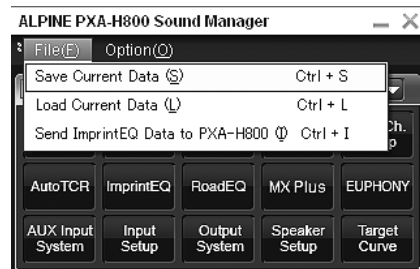 ALPINE PXA-H800 Sound Manager
File(F) Option(O)
Save Current Data (S) Ctrl + S
Load Current Data (L) Ctrl + L
Send ImprintEQ Data to PXA-H800 (I) Ctrl + I
Ch.
AutoTCR ImprintEQ RoadEQ MX Plus EUPHONY
AUX Input System Input Setup Output System Speaker Setup Target Curve